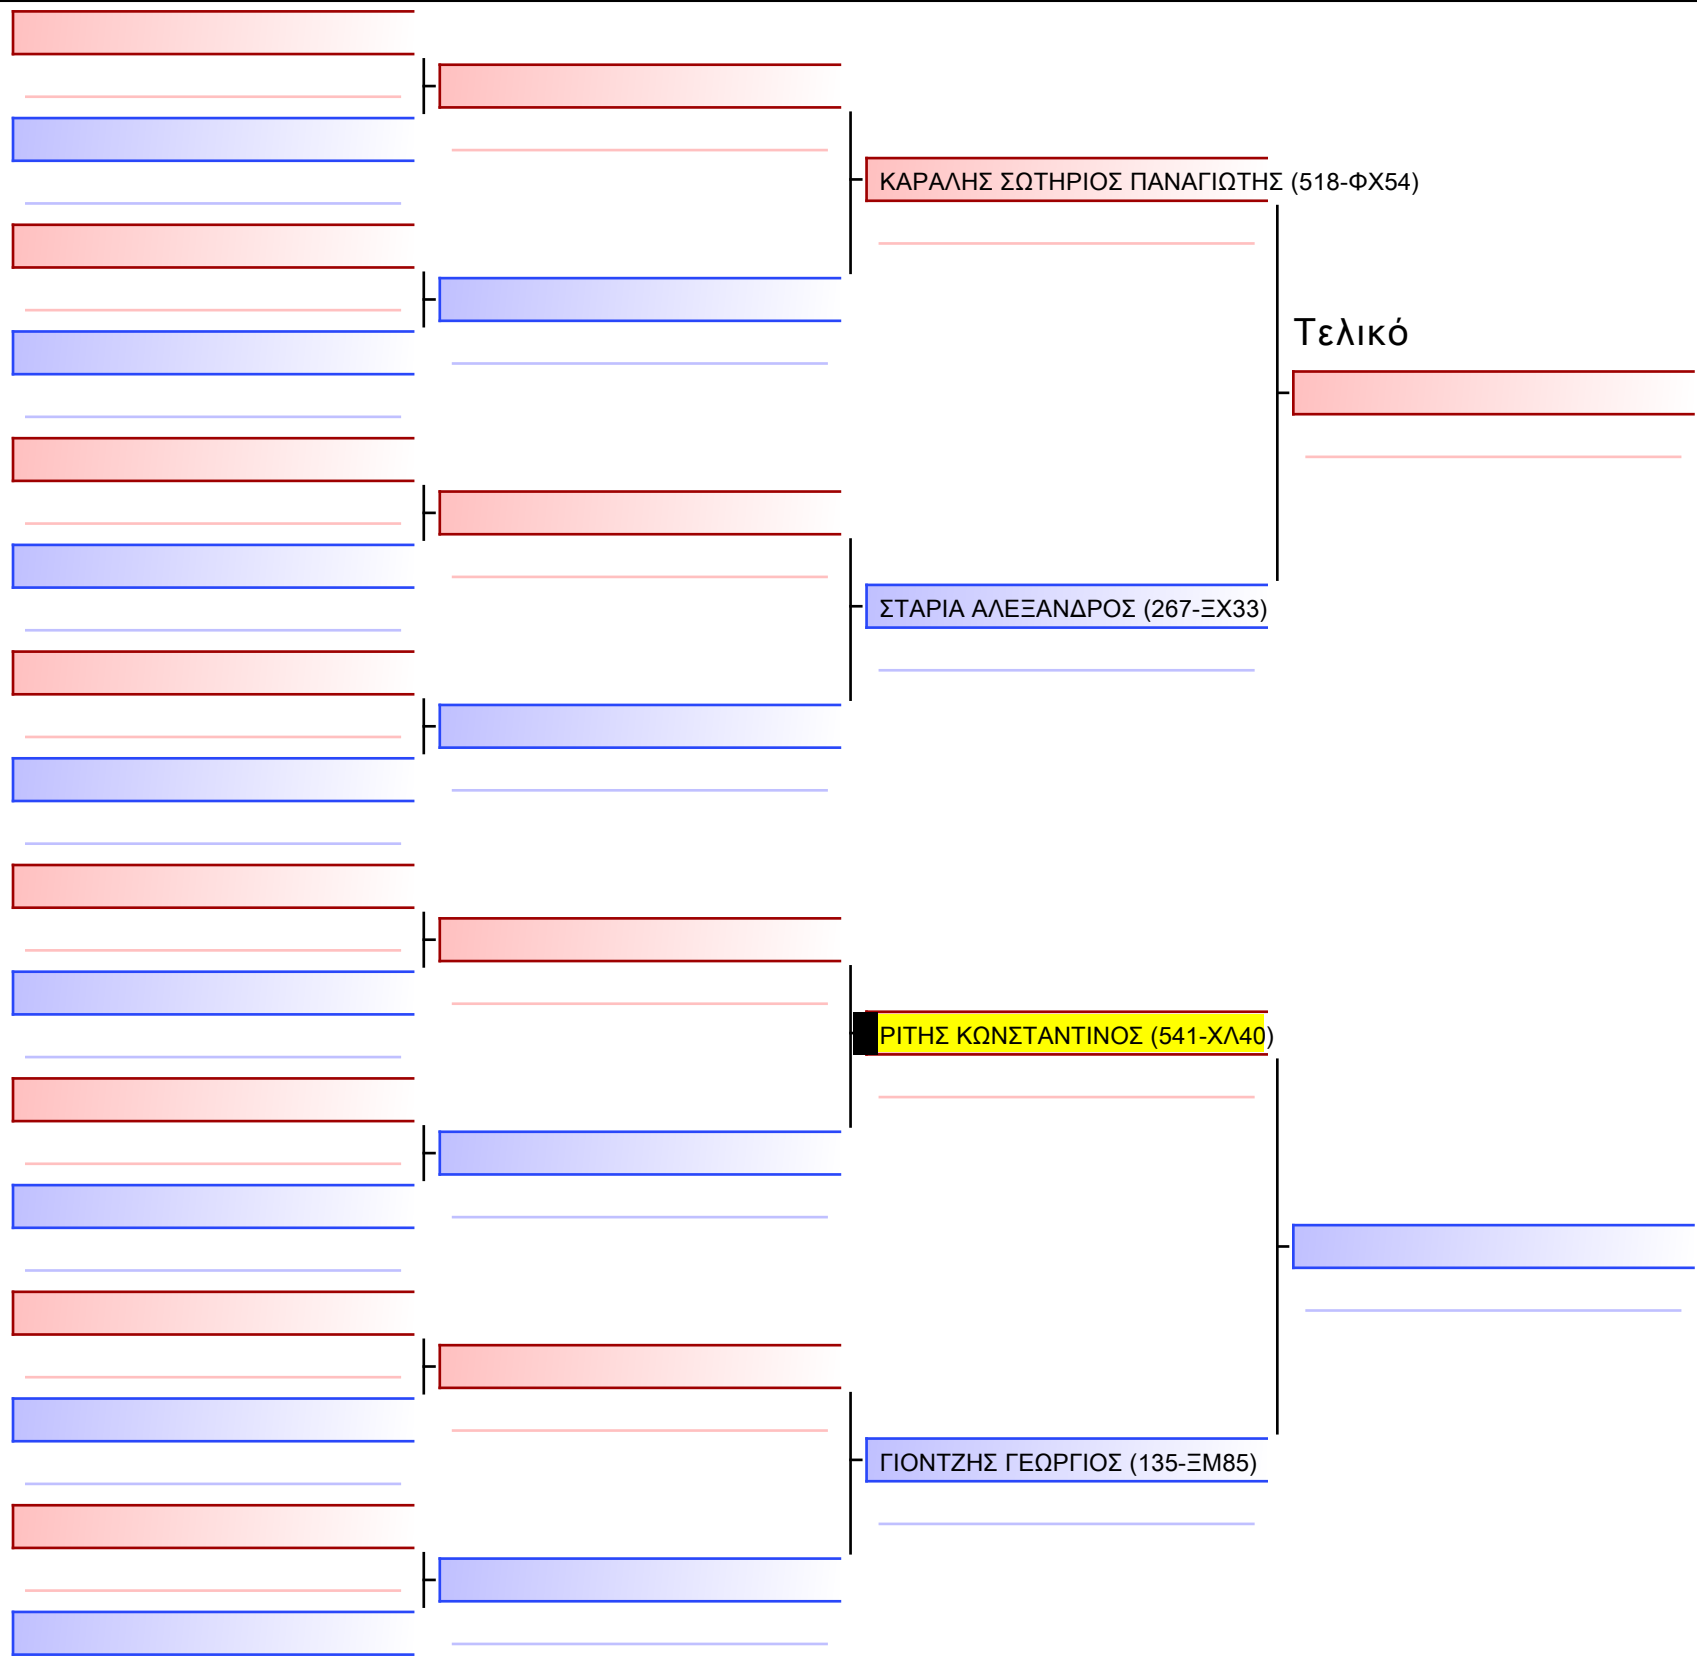 ΚΑΡΑΛΗΣ ΣΩΤΗΡΙΟΣ ΠΑΝΑΓΙΩΤΗΣ (518-ΦΧ54)
Τελικό
ΣΤΑΡΙΑ ΑΛΕΞΑΝΔΡΟΣ (267-ΞΧ33)
ΡΙΤΗΣ ΚΩΝΣΤΑΝΤΙΝΟΣ (541-ΧΛ40)
ΓΙΟΝΤΖΗΣ ΓΕΩΡΓΙΟΣ (135-ΞΜ85)